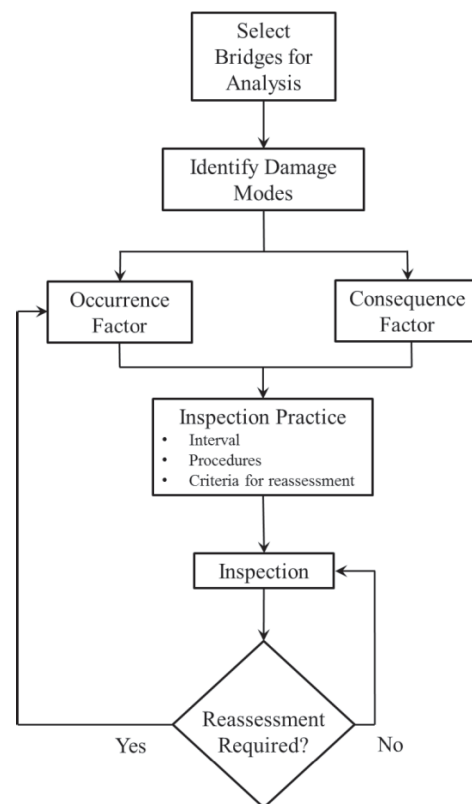 Select
Bridges for
Analysis
Identify Damage
Modes
Occurrence
Factor
Consequence
Factor
Inspection Practice
• Interval
• Procedures
• Criteria for reassessment
Inspection
Reassessment
Required?
Yes
No